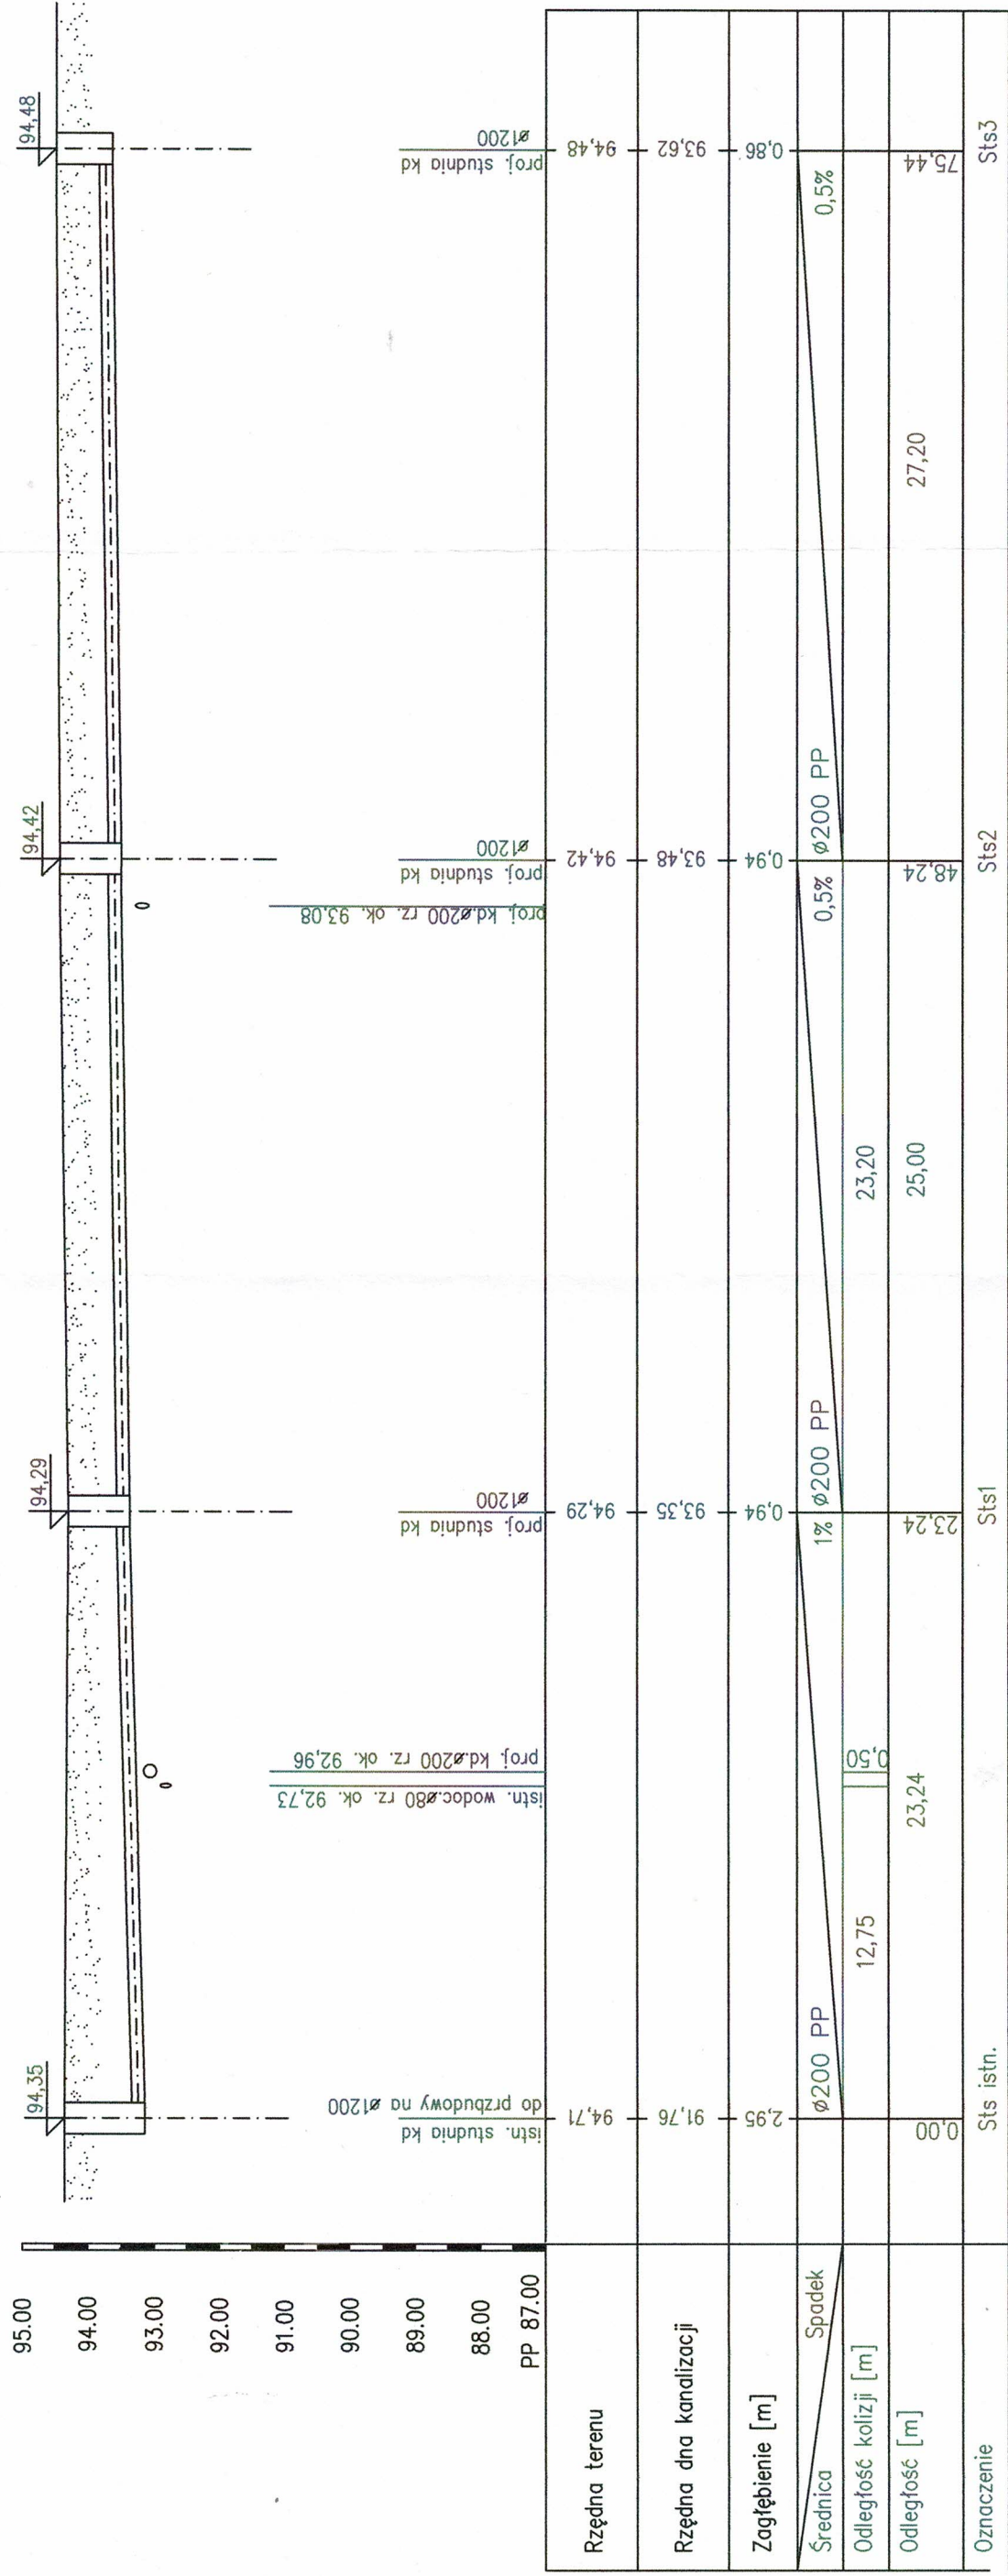 94,35
94,29
94,42
94,48
95.00
94.00
93.00
92.00
91.00
90.00
89.00
88.00
PP 87.00
istn. studnia kd
do przbudowy na ø1200
istn. wodoc.ø80 rz. ok. 92,73
proj. kd.ø200 rz. ok. 92,96
proj. studnia kd
ø1200
proj. kd.ø200 rz. ok. 93,08
proj. studnia kd
ø1200
proj. studnia kd
ø1200
Rzędna terenu
94,71
94,29
94,42
94,48
Rzędna dna kanalizacji
91,76
93,35
93,48
93,62
Zagłębienie [m]
2,95
0,94
0,94
0,86
Średnica
Spadek
ø200 PP
1%
ø200 PP
0,5%
ø200 PP
0,5%
Odległość kolizji [m]
12,75
0,50
23,20
Odległość [m]
0,00
23,24
23,24
25,00
48,24
27,20
75,44
Oznaczenie
Sts istn.
Sts1
Sts2
Sts3